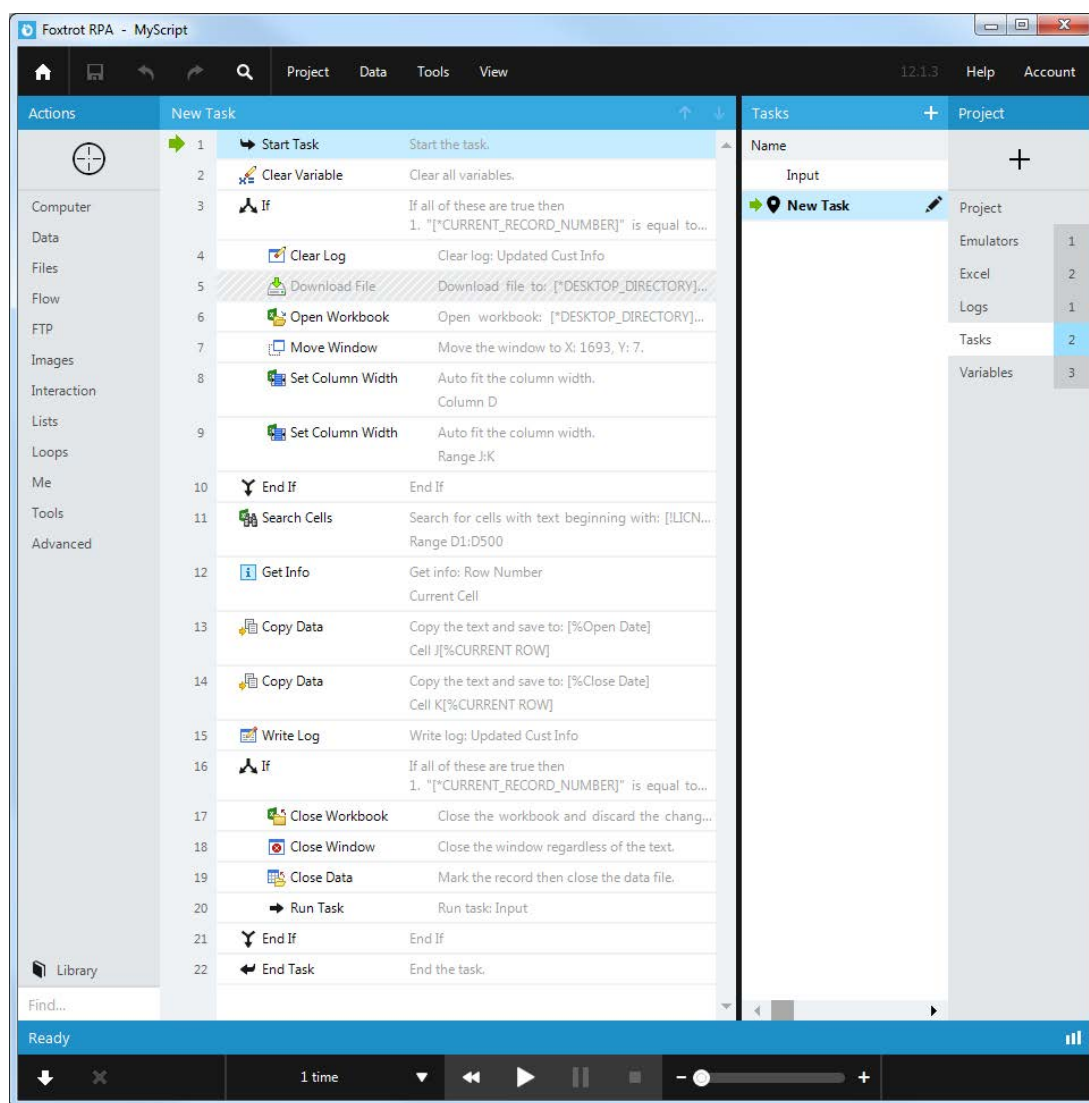 Foxtrot RPA - MyScript
Project Data Tools View 12.1.3 Help Account
Actions
Computer
Data
Files
Flow
FTP
Images
Interaction
Lists
Loops
Me
Tools
Advanced
Library
Find...
New Task
1 Start Task Start the task.
2 Clear Variable Clear all variables.
3 If If all of these are true then
1. "[*CURRENT_RECORD_NUMBER]" is equal to...
4 Clear Log Clear log: Updated Cust Info
5 Download File Download file to: [*DESKTOP_DIRECTORY]...
6 Open Workbook Open workbook: [*DESKTOP_DIRECTORY]...
7 Move Window Move the window to X: 1693, Y: 7.
8 Set Column Width Auto fit the column width.
Column D
9 Set Column Width Auto fit the column width.
Range J:K
10 End If End If
11 Search Cells Search for cells with text beginning with: [!LICN...
Range D1:D500
12 Get Info Get info: Row Number
Current Cell
13 Copy Data Copy the text and save to: [%Open Date]
Cell J[%CURRENT ROW]
14 Copy Data Copy the text and save to: [%Close Date]
Cell K[%CURRENT ROW]
15 Write Log Write log: Updated Cust Info
16 If If all of these are true then
1. "[*CURRENT_RECORD_NUMBER]" is equal to...
17 Close Workbook Close the workbook and discard the chang...
18 Close Window Close the window regardless of the text.
19 Close Data Mark the record then close the data file.
20 Run Task Run task: Input
21 End If End If
22 End Task End the task.
Tasks
Name
Input
New Task
Project
Project
Emulators 1
Excel 2
Logs 1
Tasks 2
Variables 3
Ready
1 time